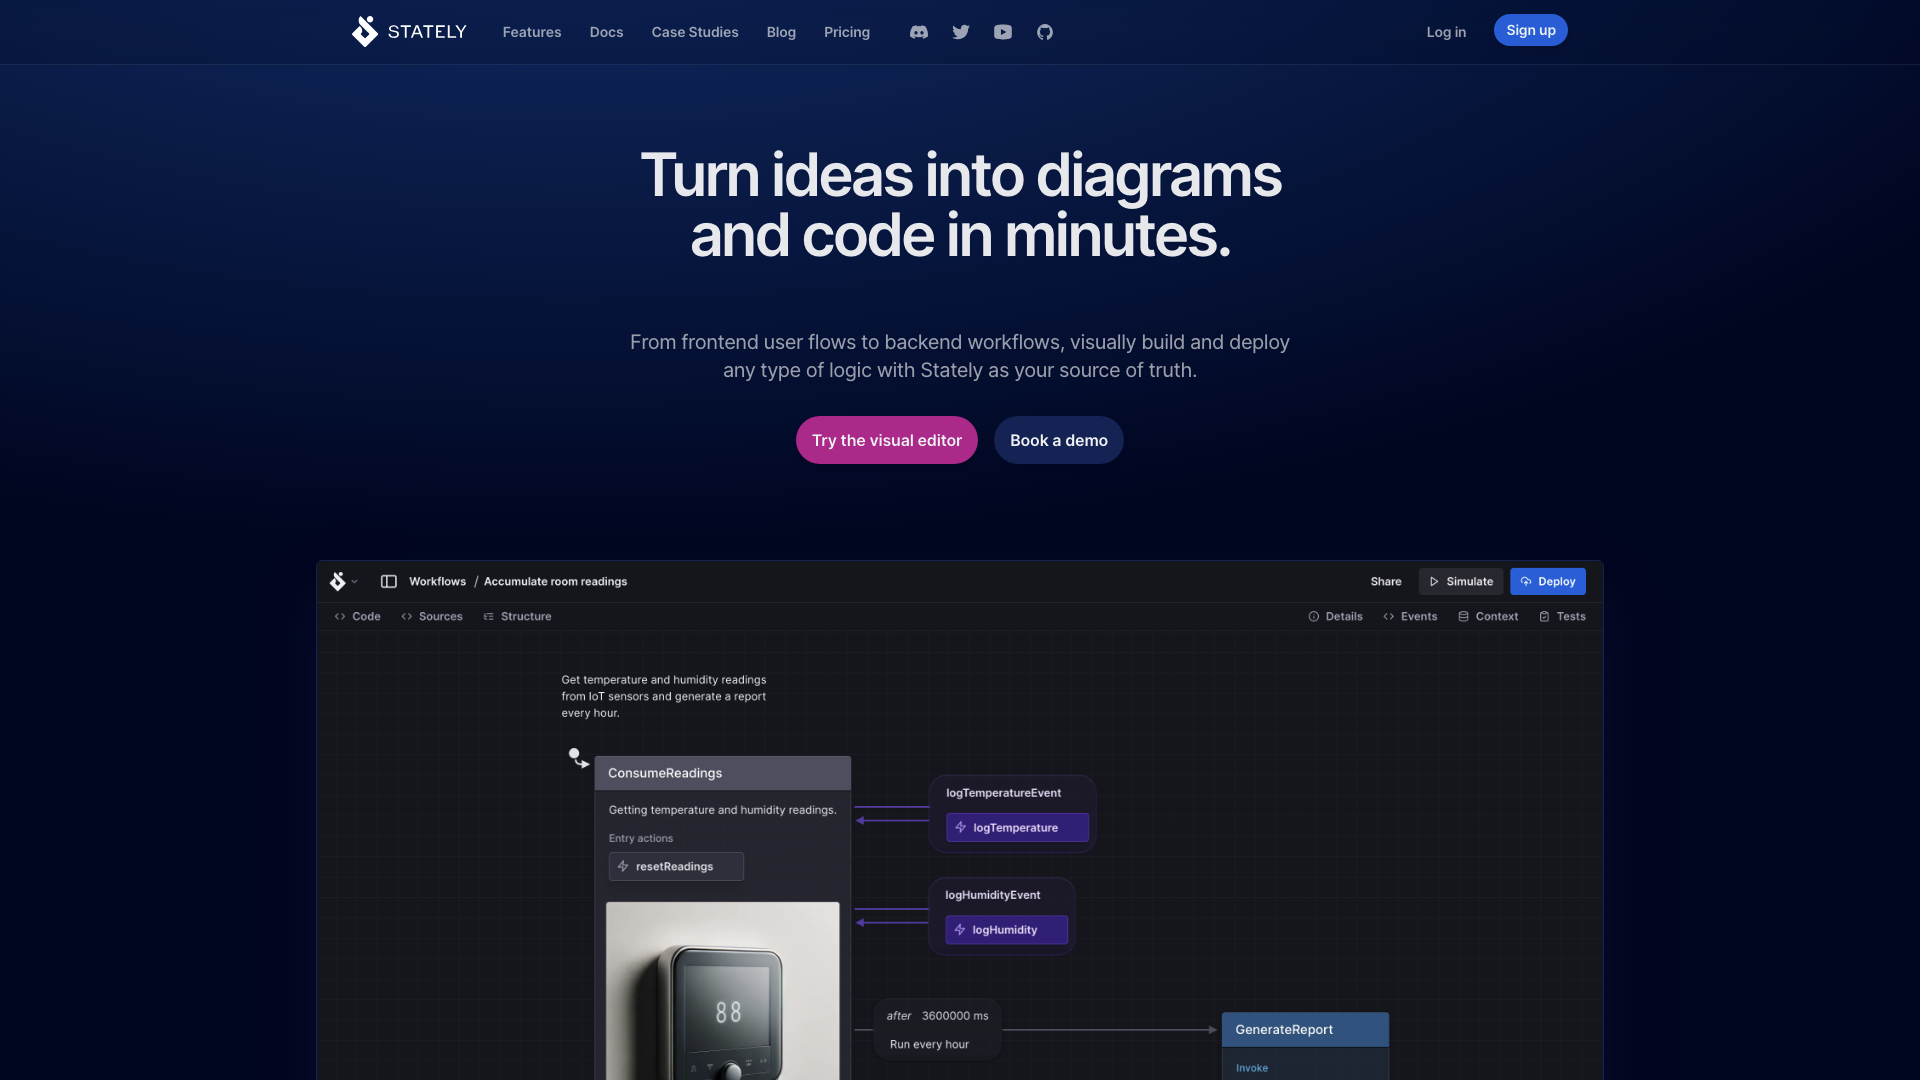 STATELY
Features
Docs
Case Studies
Blog
Pricing
Log in
Sign up
Turn ideas into diagrams
and code in minutes.
From frontend user flows to backend workflows, visually build and deploy
any type of logic with Stately as your source of truth.
Try the visual editor
Book a demo
Workflows / Accumulate room readings
Share
Simulate
Deploy
Code
Sources
Structure
Details
Events
Context
Tests
Get temperature and humidity readings
from IoT sensors and generate a report
every hour.
ConsumeReadings
Getting temperature and humidity readings.
Entry actions
resetReadings
logTemperatureEvent
logTemperature
logHumidityEvent
logHumidity
88
after 3600000 ms
Run every hour
GenerateReport
Invoke